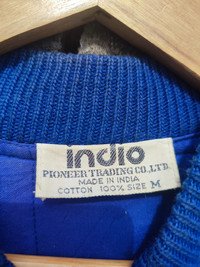 indio
PIONEER TRADING CO.,LTD.
MADE IN INDIA
COTTON 100% SIZE M